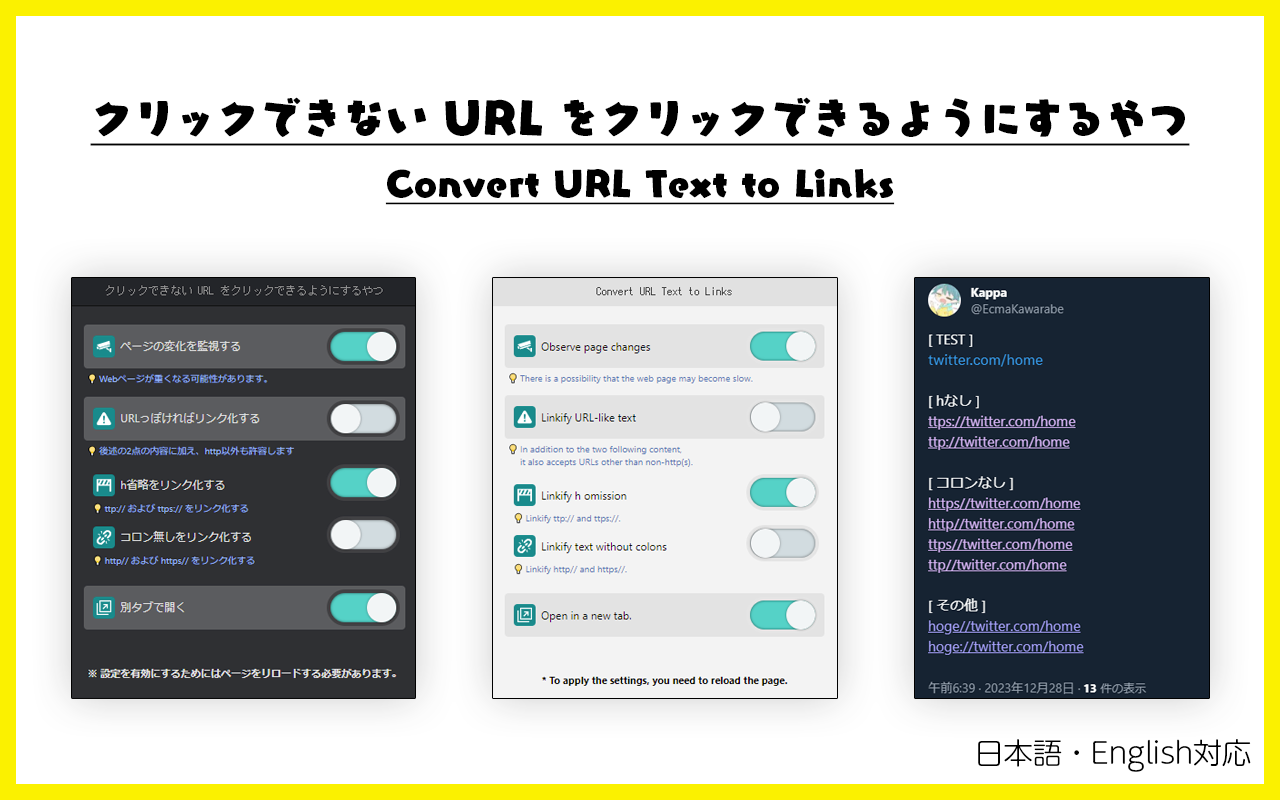 クリックできない URL をクリックできるようにするやつ
Convert URL Text to Links
クリックできない URL をクリックできるようにするやつ
ページの変化を監視する
Webページが重くなる可能性があります。
URLっぽければリンク化する
後述の2点の内容に加え、http以外も許容します
h省略をリンク化する
ttp:// および ttps:// をリンク化する
コロン無しをリンク化する
http// および https// をリンク化する
別タブで開く
※ 設定を有効にするためにはページをリロードする必要があります。
Convert URL Text to Links
Observe page changes
There is a possibility that the web page may become slow.
Linkify URL-like text
In addition to the two following content,
it also accepts URLs other than non-http(s).
Linkify h omission
Linkify ttp:// and ttps://.
Linkify text without colons
Linkify http// and https//.
Open in a new tab.
* To apply the settings, you need to reload the page.
Kappa
@EcmaKawarabe
[ TEST ]
twitter.com/home
[ hなし ]
ttps://twitter.com/home
ttp://twitter.com/home
[ コロンなし ]
https//twitter.com/home
http//twitter.com/home
ttps//twitter.com/home
ttp//twitter.com/home
[ その他 ]
hoge//twitter.com/home
hoge://twitter.com/home
午前6:39 · 2023年12月28日 · 13 件の表示
日本語・English対応